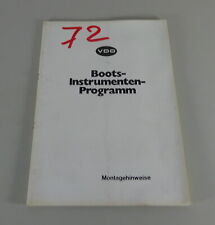 72
VDO
Boots-
Instrumenten-
Programm
Montagehinweise